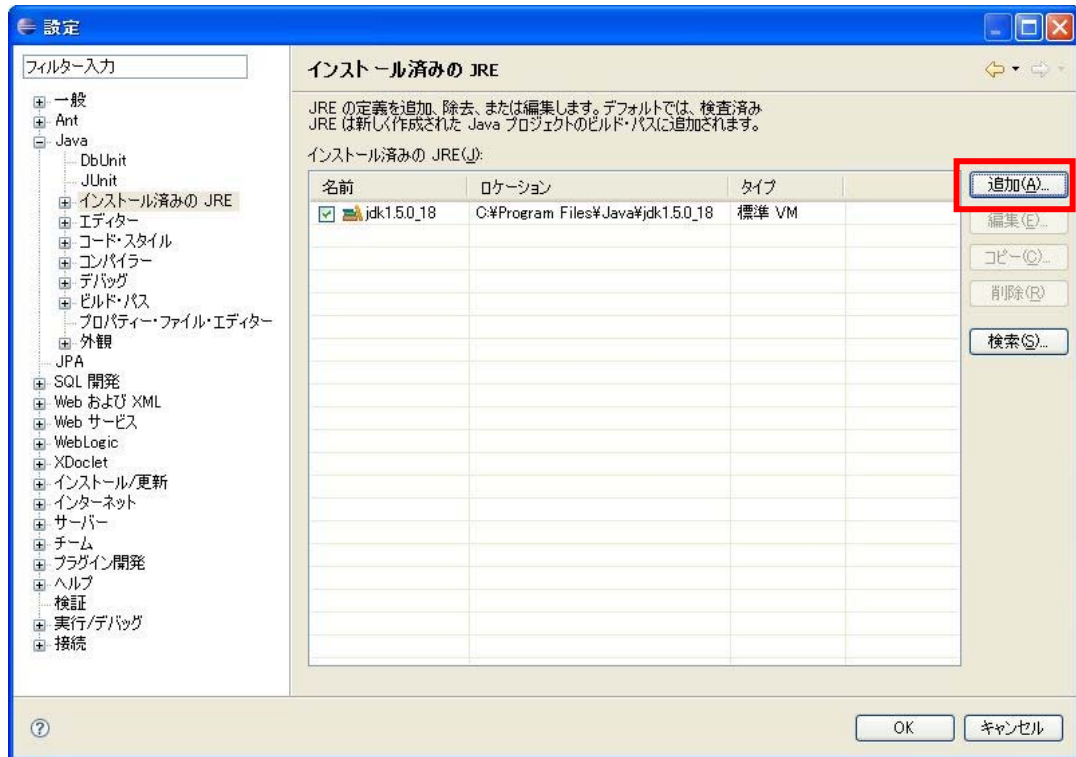 設定
フィルター入力
一般
Ant
Java
DbUnit
JUnit
インストール済みの JRE
エディター
コード・スタイル
コンパイラー
デバッグ
ビルド・パス
プロパティー・ファイル・エディター
外観
JPA
SQL 開発
Web および XML
Web サービス
WebLogic
XDoclet
インストール/更新
インターネット
サーバー
チーム
プラグイン開発
ヘルプ
検証
実行/デバッグ
接続
インストール済みの JRE
JRE の定義を追加、除去、または編集します。デフォルトでは、検査済み
JRE は新しく作成された Java プロジェクトのビルド・パスに追加されます。
インストール済みの JRE(J):
名前 ロケーション タイプ
jdk1.5.0_18 C:¥Program Files¥Java¥jdk1.5.0_18 標準 VM
追加(A)...
編集(E)...
コピー(C)...
削除(R)
検索(S)...
OK キャンセル